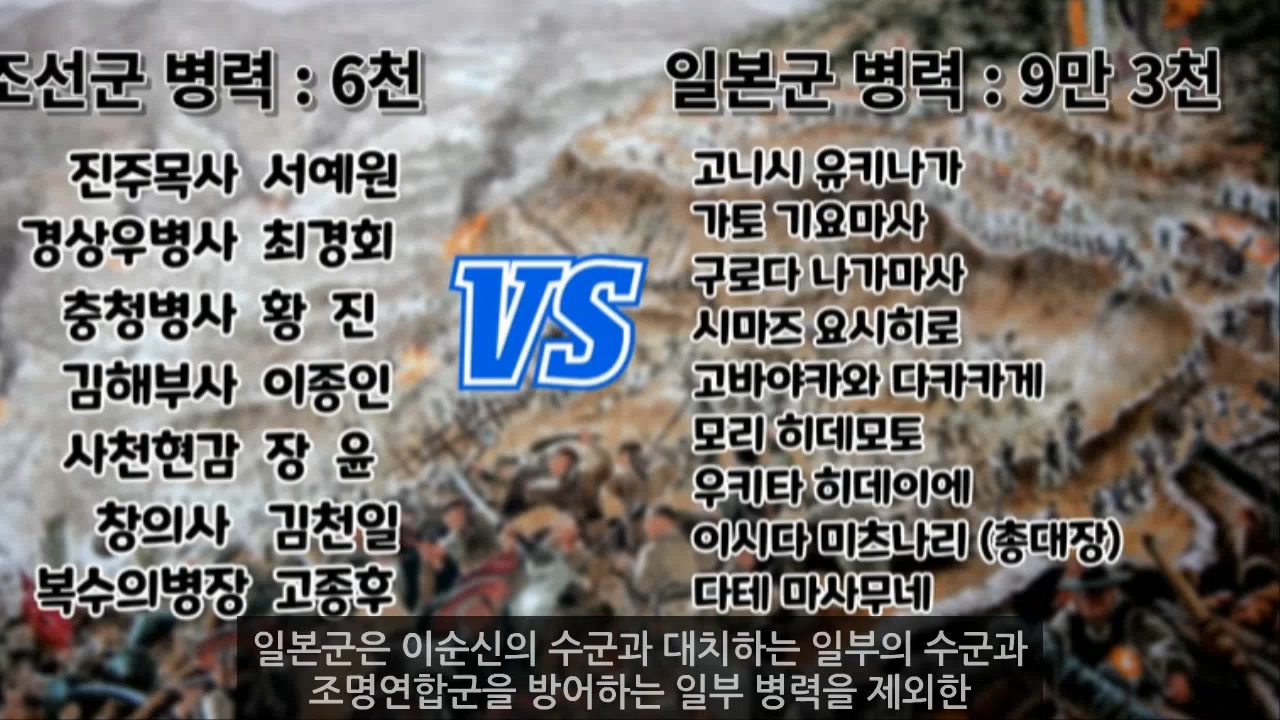 조선군 병력 : 6천
진주목사 서예원
경상우병사 최경회
충청병사 황 진
김해부사 이종인
사천현감 장 윤
창의사 김천일
복수의병장 고종후
VS
일본군 병력 : 9만 3천
고니시 유키나가
가토 기요마사
구로다 나가마사
시마즈 요시히로
고바야카와 다카카게
모리 히데모토
우키타 히데이에
이시다 미츠나리 (총대장)
다테 마사무네
일본군은 이순신의 수군과 대치하는 일부의 수군과
조명연합군을 방어하는 일부 병력을 제외한